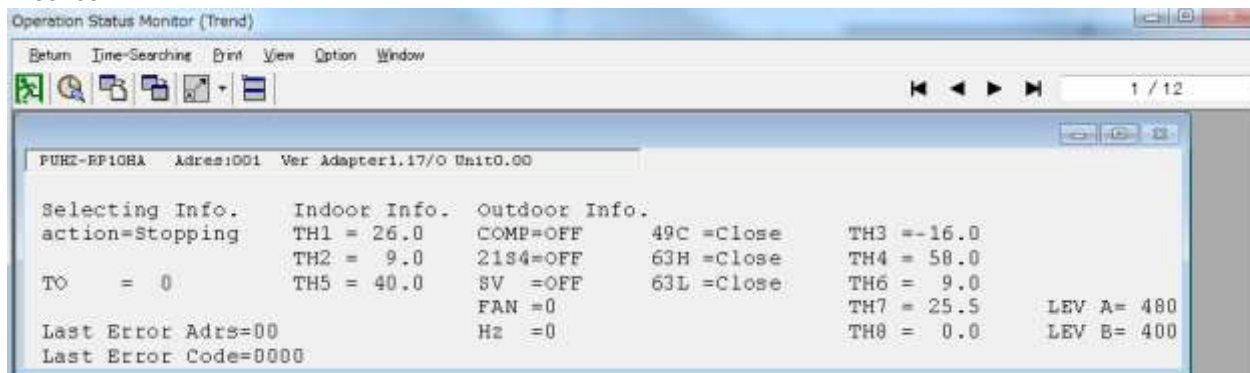 Operation Status Monitor (Trend)
Return Time-Searching Print View Option Window
1 / 12
PUHZ-RP10HA Adres:001 Ver Adapter1.17/O Unit0.00
Selecting Info. Indoor Info. Outdoor Info.
action=Stopping TH1 = 26.0 COMP=OFF 49C =Close TH3 =-16.0
TH2 = 9.0 21S4=OFF 63H =Close TH4 = 58.0
TO = 0 TH5 = 40.0 SV =OFF 63L =Close TH6 = 9.0
FAN =0 TH7 = 25.5 LEV A= 480
Last Error Adrs=00 Hz =0 TH8 = 0.0 LEV B= 400
Last Error Code=0000